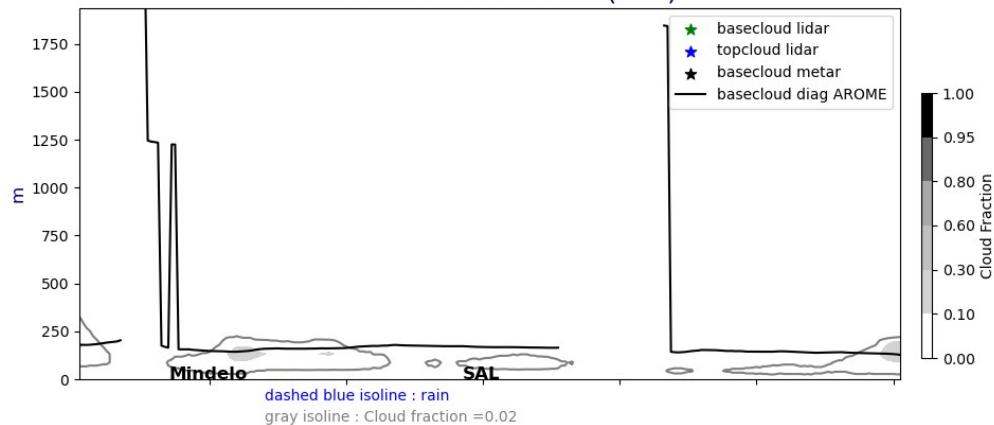 basecloud lidar
topcloud lidar
basecloud metar
basecloud diag AROME
m
1750
1500
1250
1000
750
500
250
0
Mindelo
SAL
1.00
0.95
0.80
0.60
0.30
0.10
0.00
Cloud Fraction
dashed blue isoline : rain
gray isoline : Cloud fraction =0.02